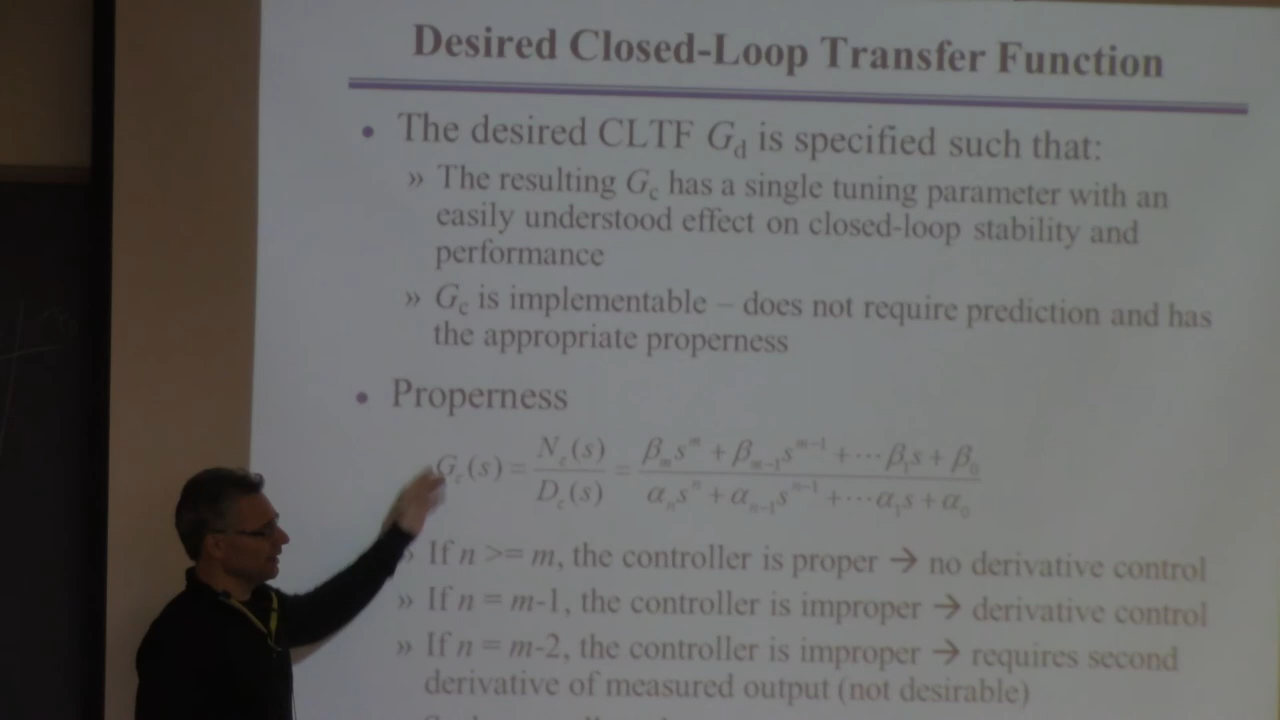 Desired Closed-Loop Transfer Function
• The desired CLTF G_d is specified such that:
» The resulting G_c has a single tuning parameter with an
easily understood effect on closed-loop stability and
performance
» G_c is implementable – does not require prediction and has
the appropriate properness
• Properness
G_c(s) = N_c(s)/D_c(s) = (β_m s^m + β_{m-1} s^{m-1} + ⋯ β_1 s + β_0)/(α_n s^n + α_{n-1} s^{n-1} + ⋯ α_1 s + α_0)
» If n >= m, the controller is proper → no derivative control
» If n = m-1, the controller is improper → derivative control
» If n = m-2, the controller is improper → requires second
derivative of measured output (not desirable)